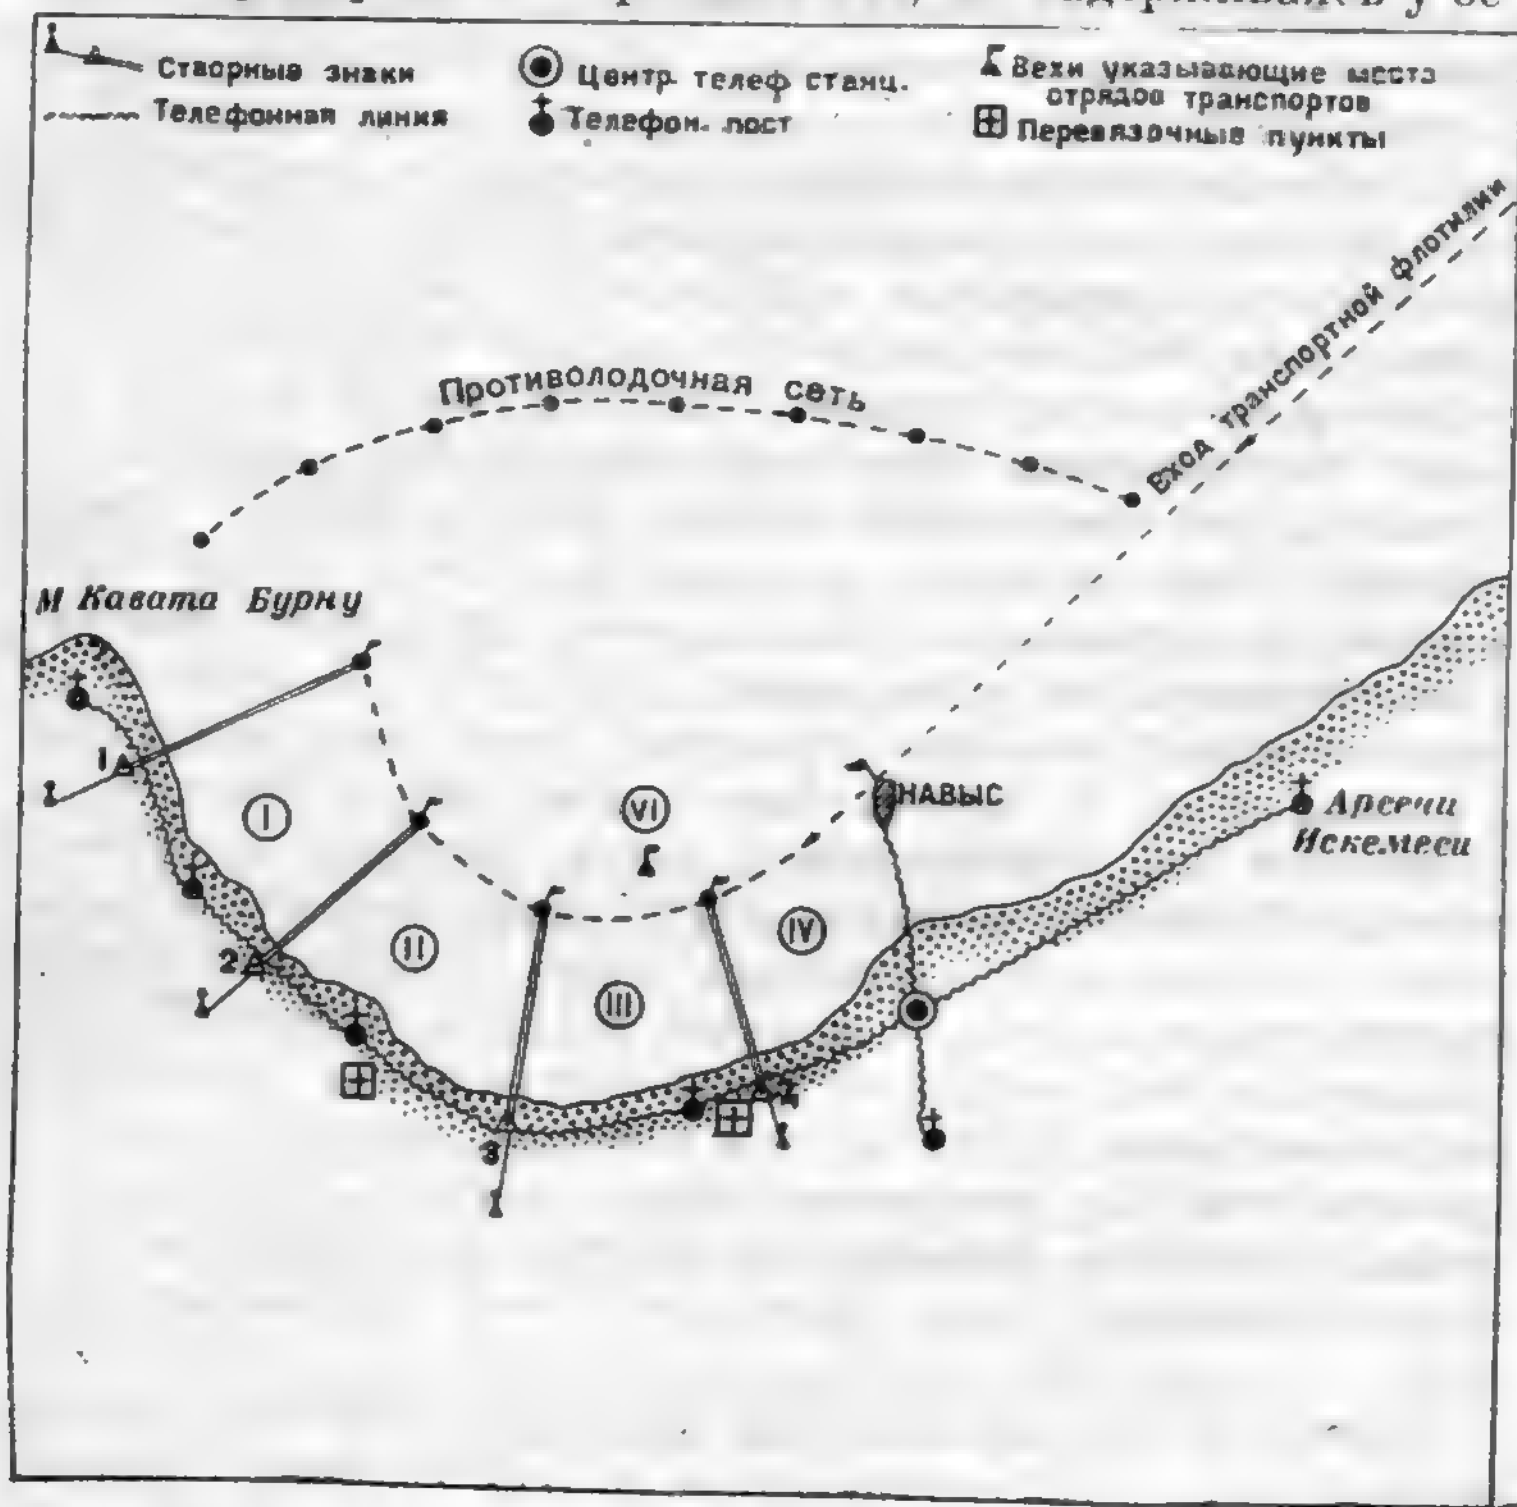 Створные знаки
Телефонная линия
Центр. телеф станц.
Телефон. пост
Вехи указывающие места
отрядов транспортов
Перевязочные пункты
Вход транспортной флотилии
Противолодочная сеть
М Кавата Бурну
1
I
VI
НАВЫС
Арсечи
Искемеси
2
II
IV
III
3